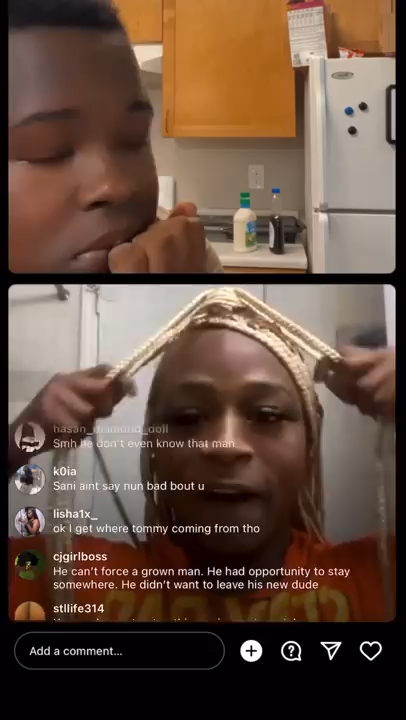 hasan_diamond_doll
Smh he don't even know that man
k0ia
Sani aint say nun bad bout u
lisha1x_
ok I get where tommy coming from tho
cjgirlboss
He can't force a grown man. He had opportunity to stay
somewhere. He didn't want to leave his new dude
stllife314
Add a comment...